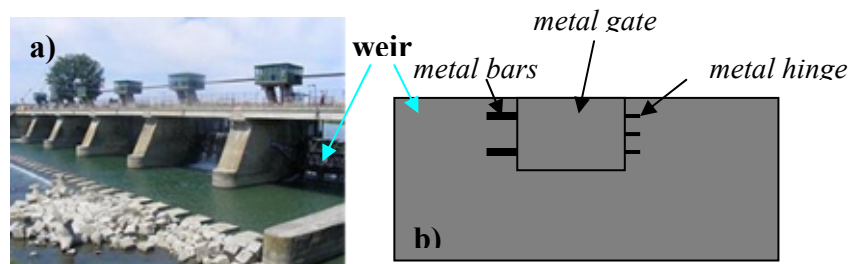 a)
weir
metal gate
metal bars
metal hinge
b)